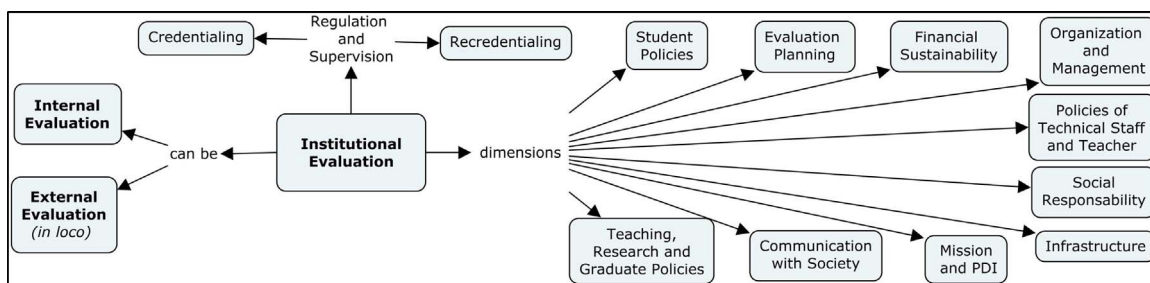 Credentialing
Regulation
and
Supervision
Recredentialing
Student
Policies
Evaluation
Planning
Financial
Sustainability
Organization
and
Management
Internal
Evaluation
can be
Institutional
Evaluation
dimensions
Policies of
Technical Staff
and Teacher
External
Evaluation
(in loco)
Social
Responsability
Teaching,
Research and
Graduate Policies
Communication
with Society
Mission
and PDI
Infrastructure